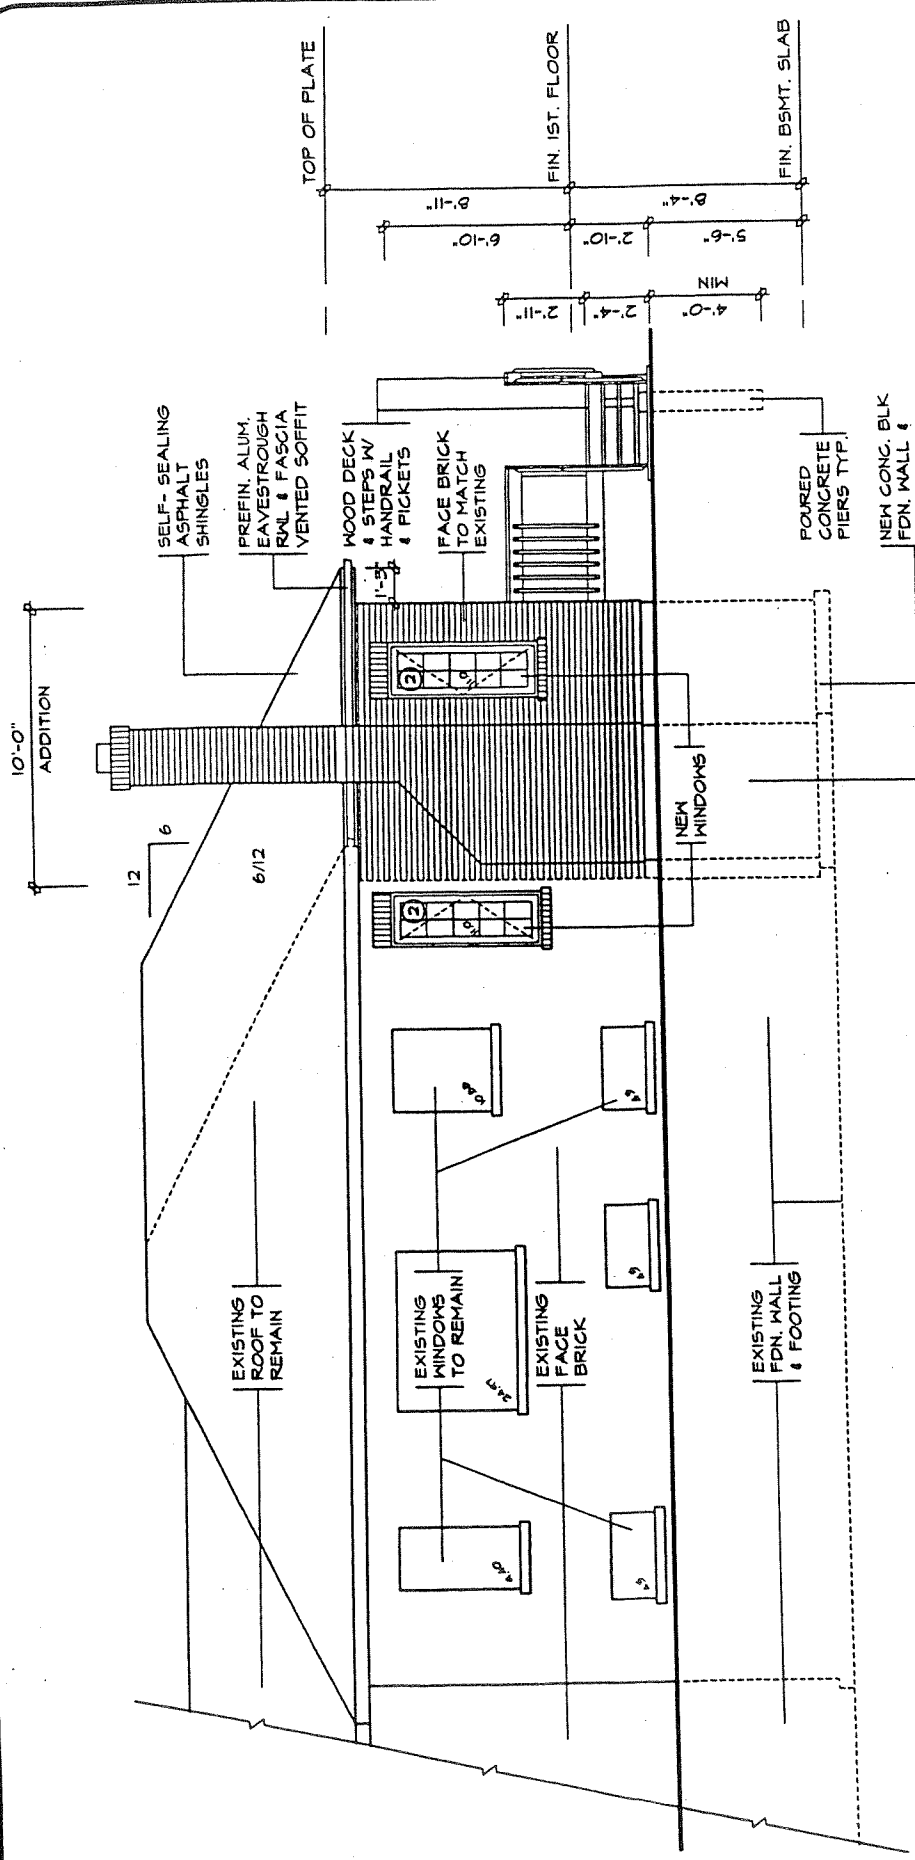 10'-0"
ADDITION
12
6
6/12
SELF-SEALING
ASPHALT
SHINGLES
PREFIN. ALUM.
EAVESTROUGH
RWL & FASCIA
VENTED SOFFIT
WOOD DECK
& STEPS W/
HANDRAIL
& PICKETS
1'-3"
FACE BRICK
TO MATCH
EXISTING
TOP OF PLATE
FIN. 1ST. FLOOR
FIN. BSMT. SLAB
8'-11"
8'-4"
6'-10"
2'-10"
5'-6"
2'-11"
2'-4"
4'-0"
MIN
2
2
NEW
WINDOWS
POURED
CONCRETE
PIERS TYP.
NEW CONC. BLK
FDN. WALL &
EXISTING
ROOF TO
REMAIN
EXISTING
WINDOWS
TO REMAIN
EXISTING
FACE
BRICK
EXISTING
FDN. WALL
& FOOTING
24.97
4.40